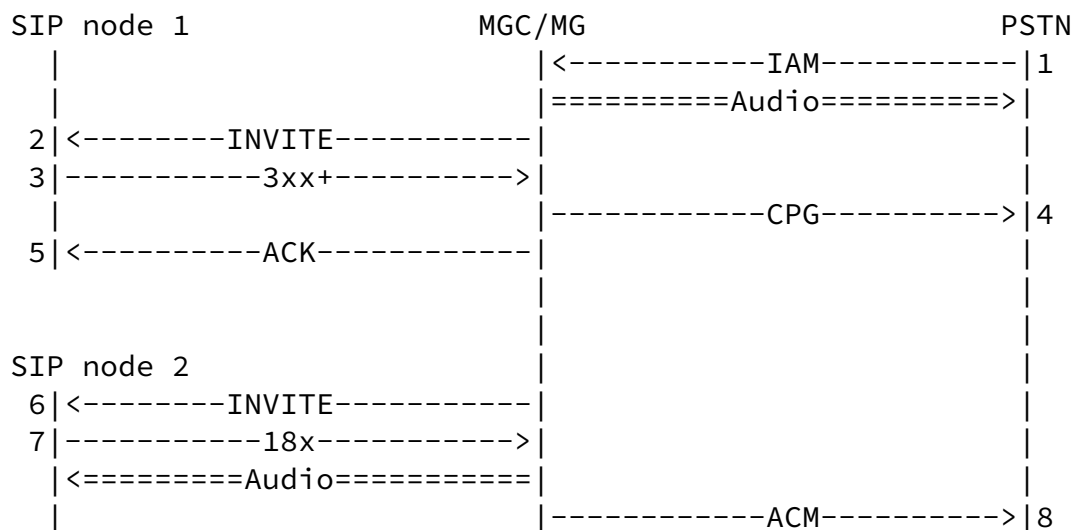 SIP node 1                   MGC/MG                       PSTN
   |                            |<-----------IAM-----------|1
   |                            |==========Audio==========>|
  2|<--------INVITE-----------|                          |
  3|-----------3xx+---------->|                          |
   |                            |------------CPG---------->|4
  5|<----------ACK------------|                          |
                                |                          |
                                |                          |
SIP node 2                      |                          |
  6|<--------INVITE-----------|                          |
  7|-----------18x----------->|                          |
   |<=========Audio===========|                          |
   |                            |------------ACM---------->|8